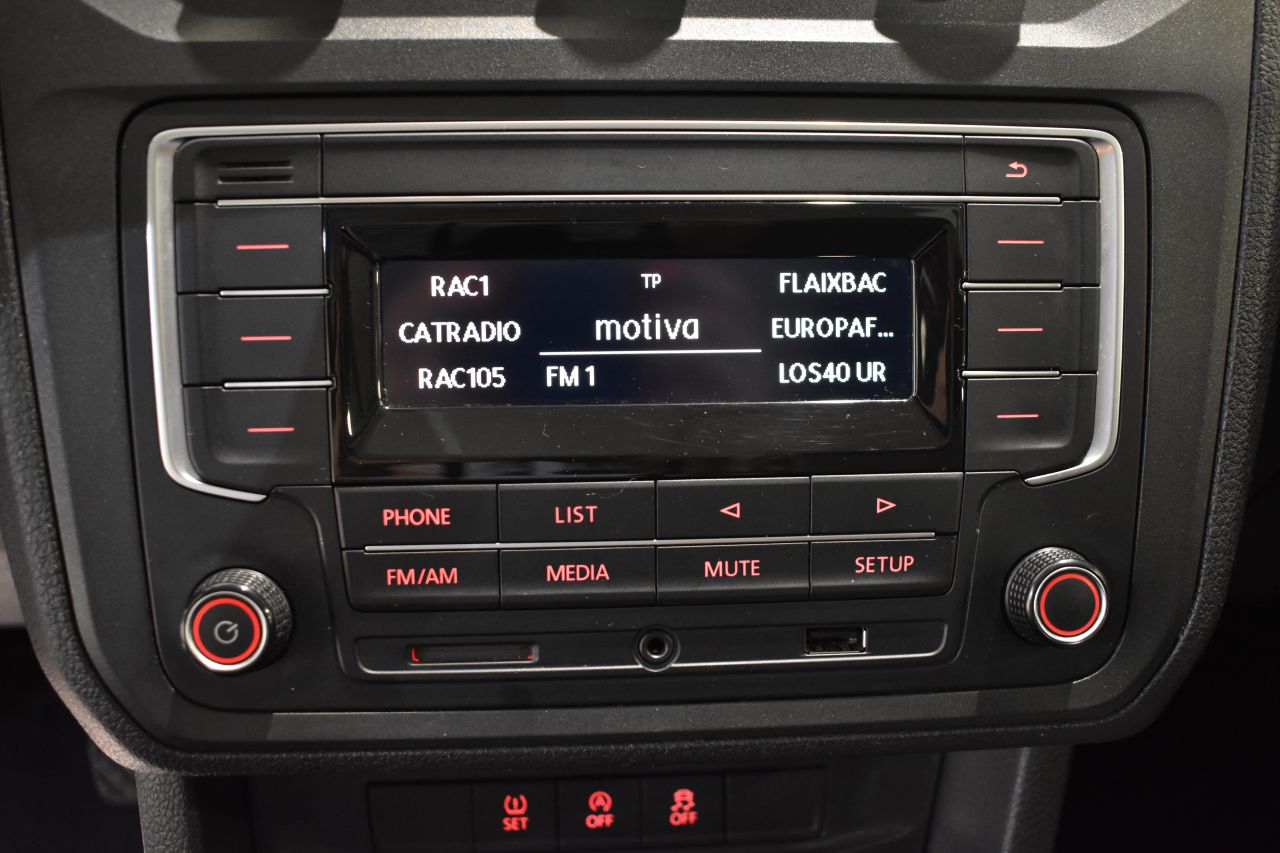 RAC1 TP FLAIXBAC
CATRADIO motiva EUROPAF...
RAC105 FM 1 LOS40 UR
PHONE LIST
FM/AM MEDIA MUTE SETUP
SET A OFF OFF